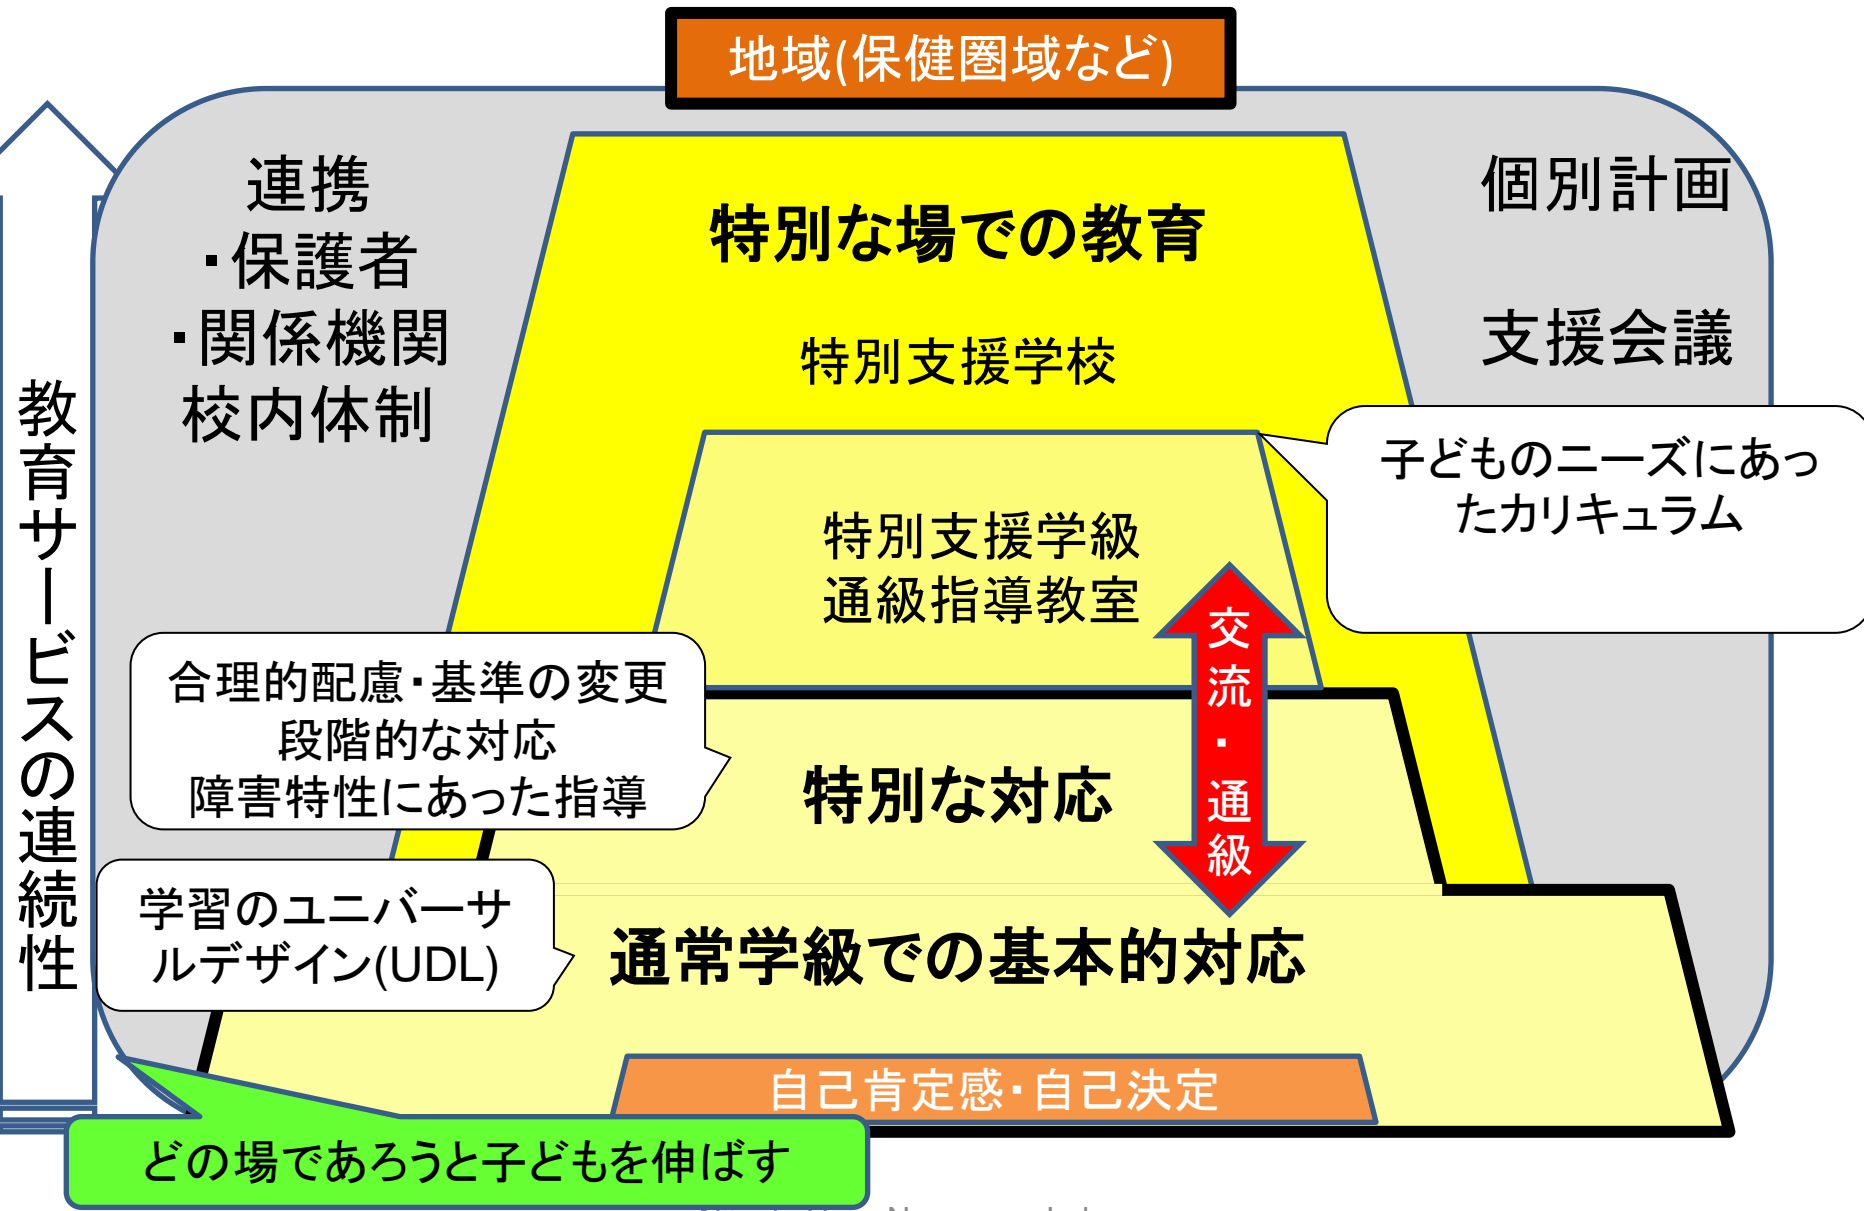 地域(保健圏域など)
連携
・保護者
・関係機関
校内体制
特別な場での教育
特別支援学校
個別計画
支援会議
子どものニーズにあっ
たカリキュラム
特別支援学級
通級指導教室
交流・通級
教育サービスの連続性
合理的配慮・基準の変更
段階的な対応
障害特性にあった指導
特別な対応
学習のユニバーサ
ルデザイン(UDL)
通常学級での基本的対応
自己肯定感・自己決定
どの場であろうと子どもを伸ばす